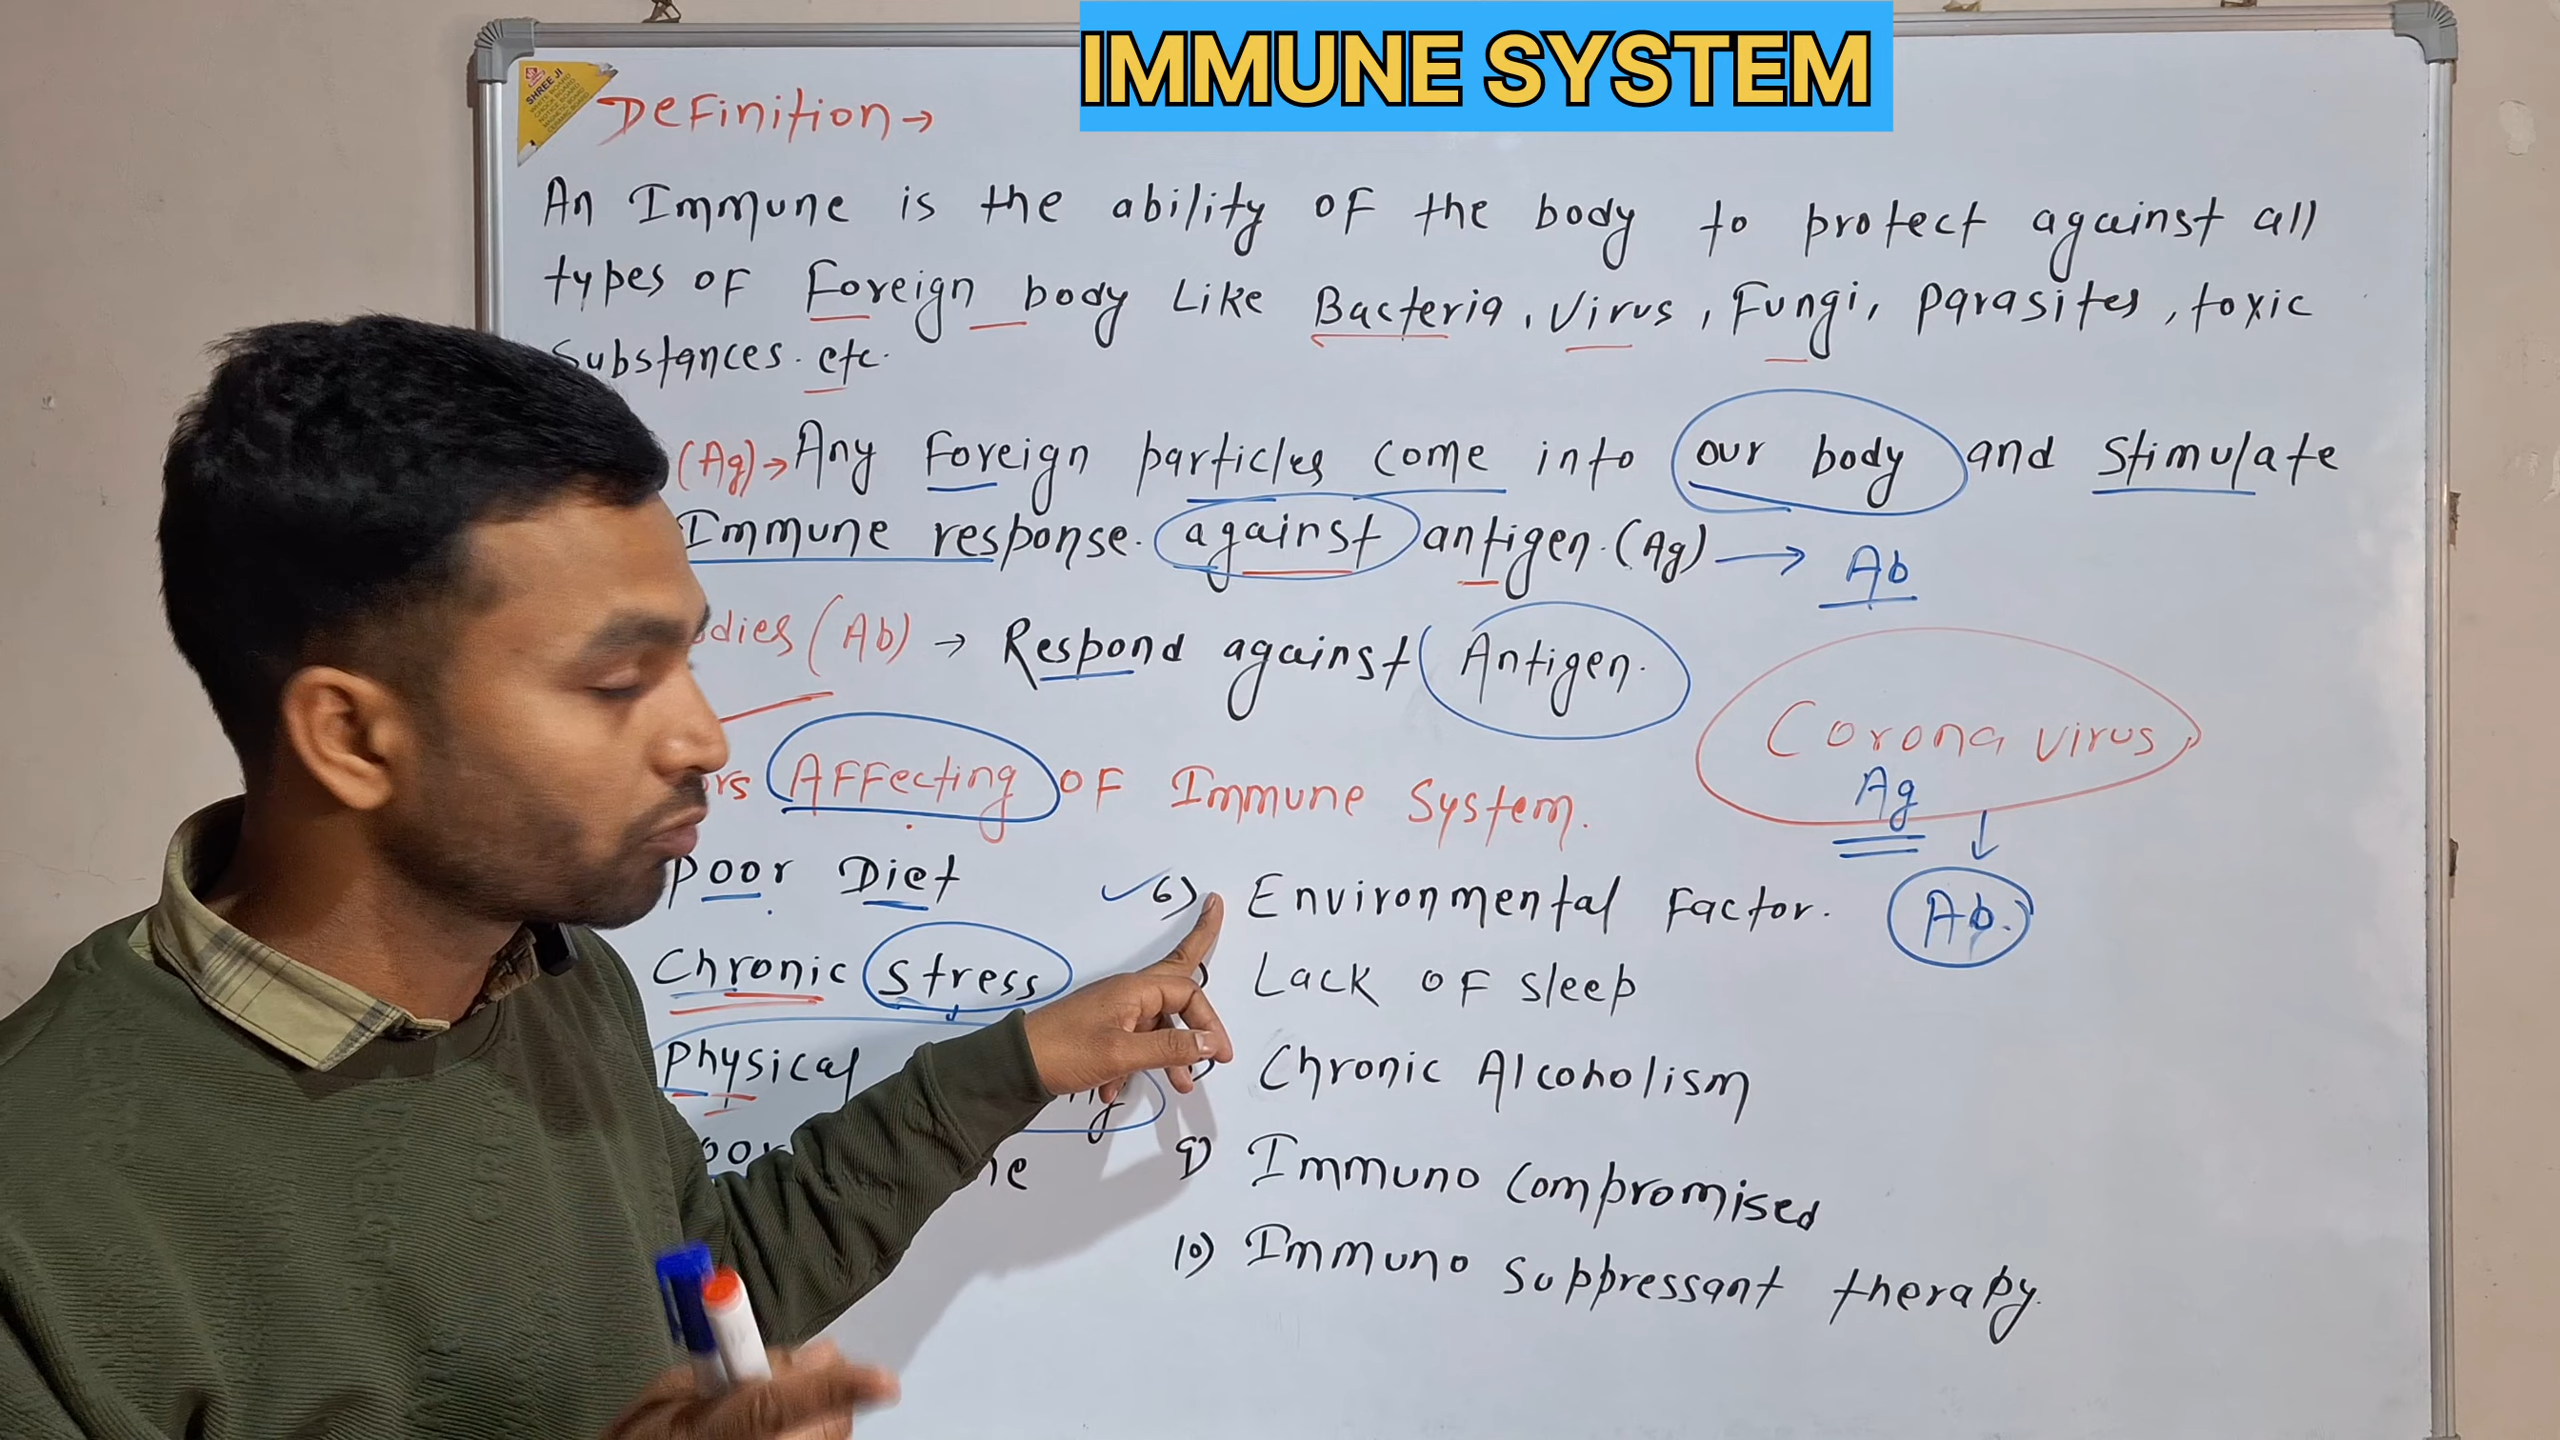 IMMUNE SYSTEM
SHREE JI
Definition →
An Immune is the ability of the body to protect against all
types of Foreign body Like Bacteria, Virus, Fungi, parasites, toxic
Substances. etc.
(Ag) → Any Foreign particles come into our body and Stimulate
Immune response. against antigen. (Ag) → Ab
(Ab) → Respond against Antigen.
Corona virus
Ag
↓
Ab.
Affecting of Immune System.
Poor Diet
Chronic Stress
Physical
6) Environmental Factor.
Lack of sleep
Chronic Alcoholism
9) Immuno Compromised
10) Immuno Suppressant therapy.